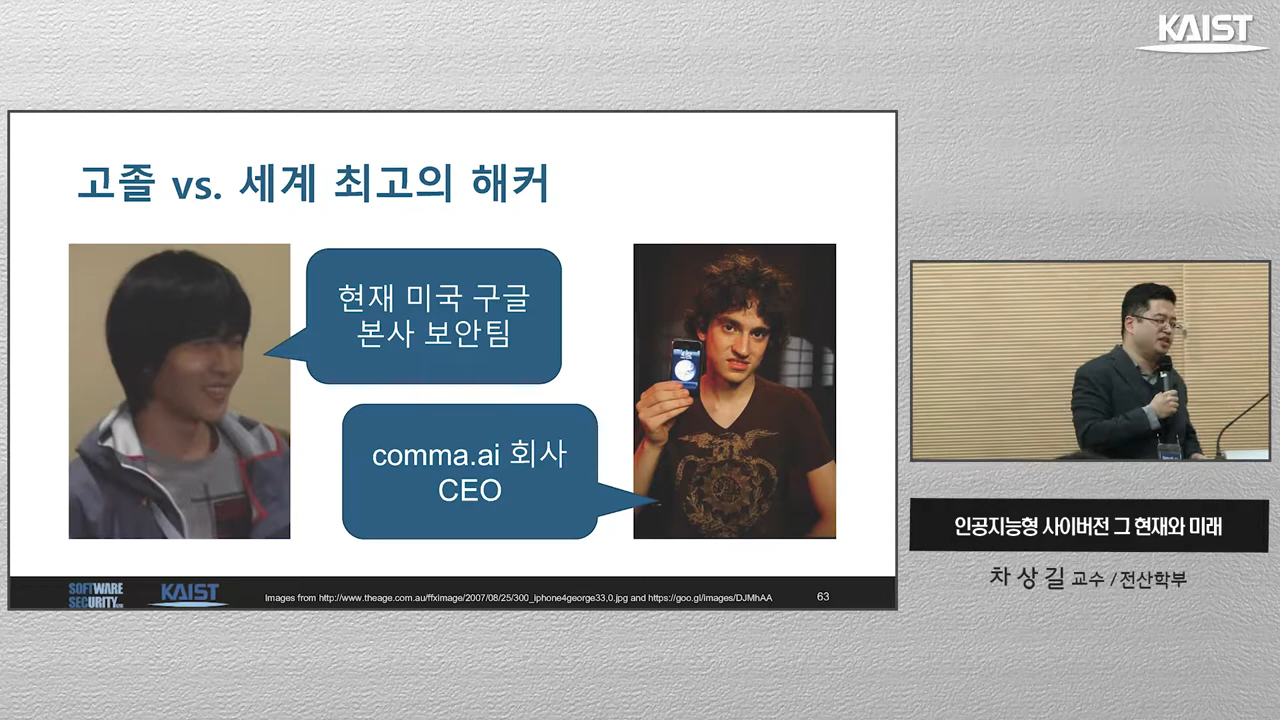 KAIST
고졸 vs. 세계 최고의 해커
현재 미국 구글
본사 보안팀
comma.ai 회사
CEO
SOFTWARE
SECURITY
KAIST
Images from http://www.theage.com.au/ffximage/2007/08/25/300_iphone4george33,0.jpg and https://goo.gl/images/DJMhAA
63
인공지능형 사이버전 그 현재와 미래
차상길 교수 / 전산학부